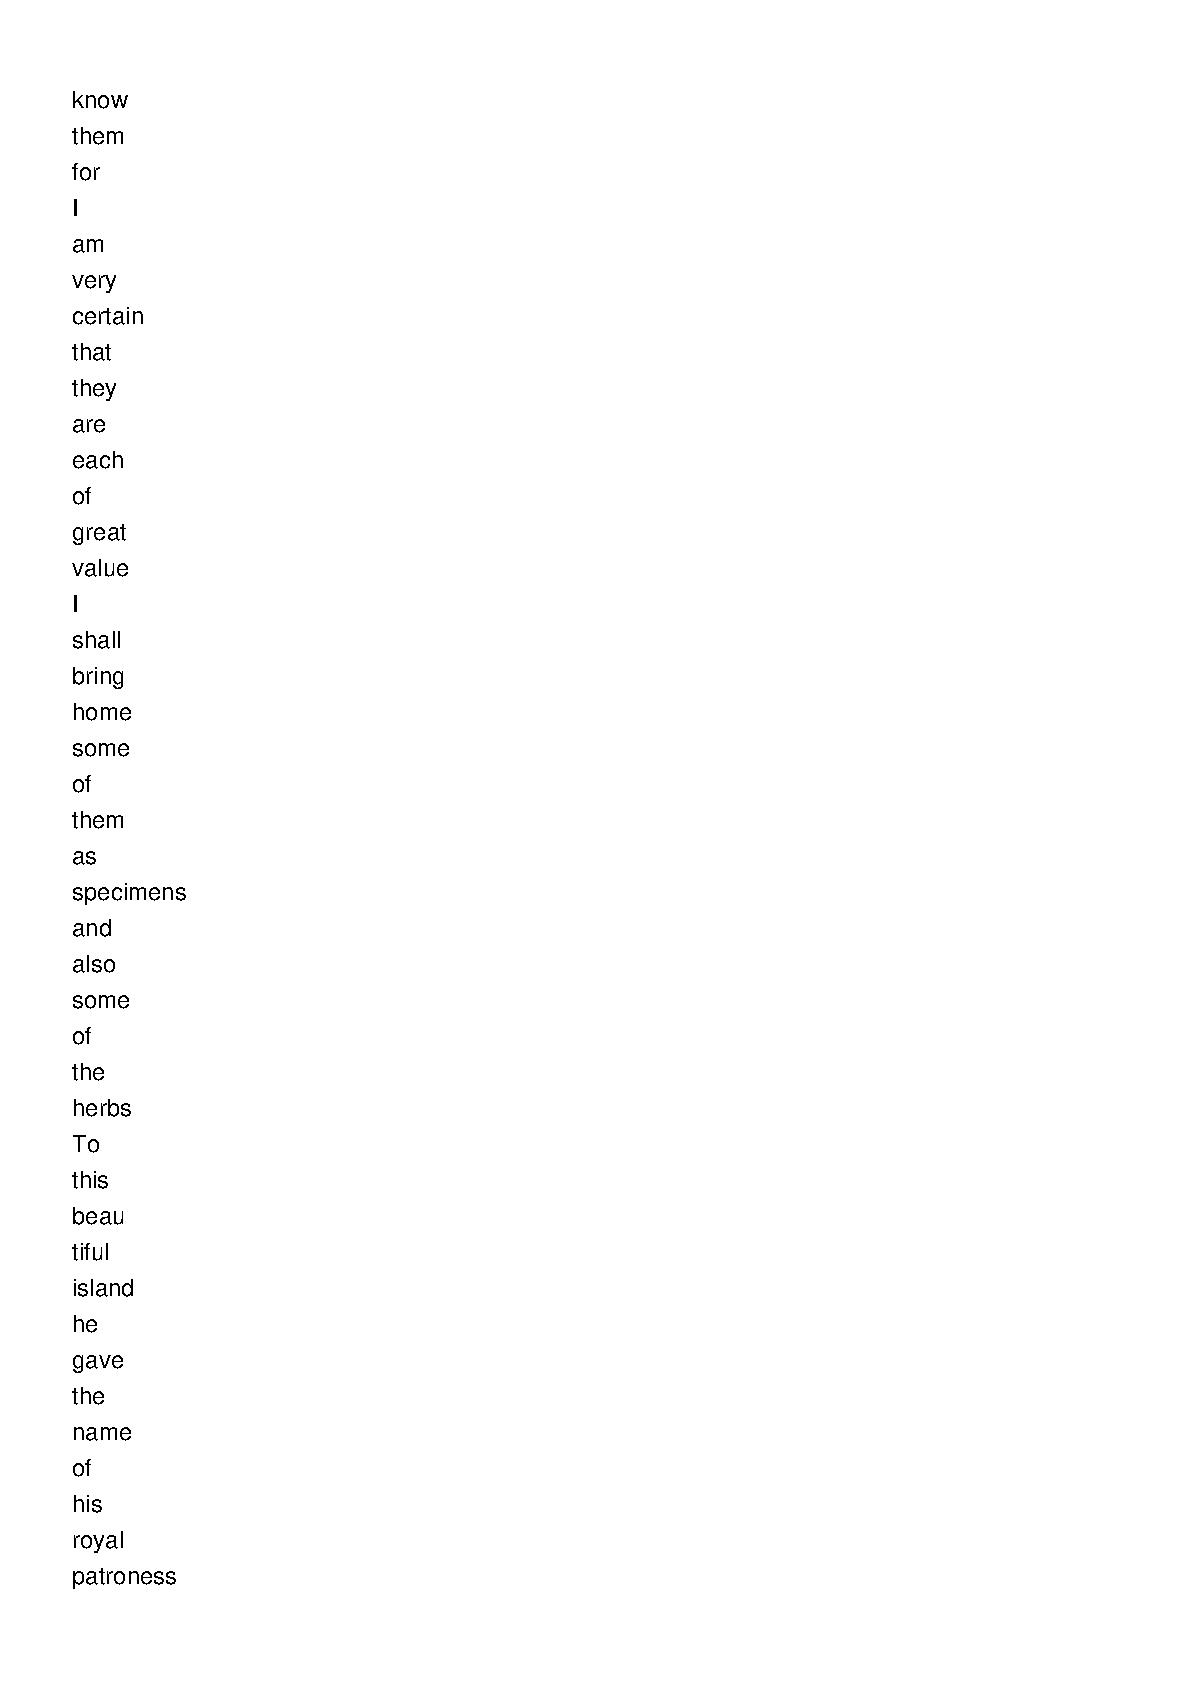 know
them
for
I
am
very
certain
that
they
are
each
of
great
value
I
shall
bring
home
some
of
them
as
specimens
and
also
some
of
the
herbs
To
this
beau
tiful
island
he
gave
the
name
of
his
royal
patroness